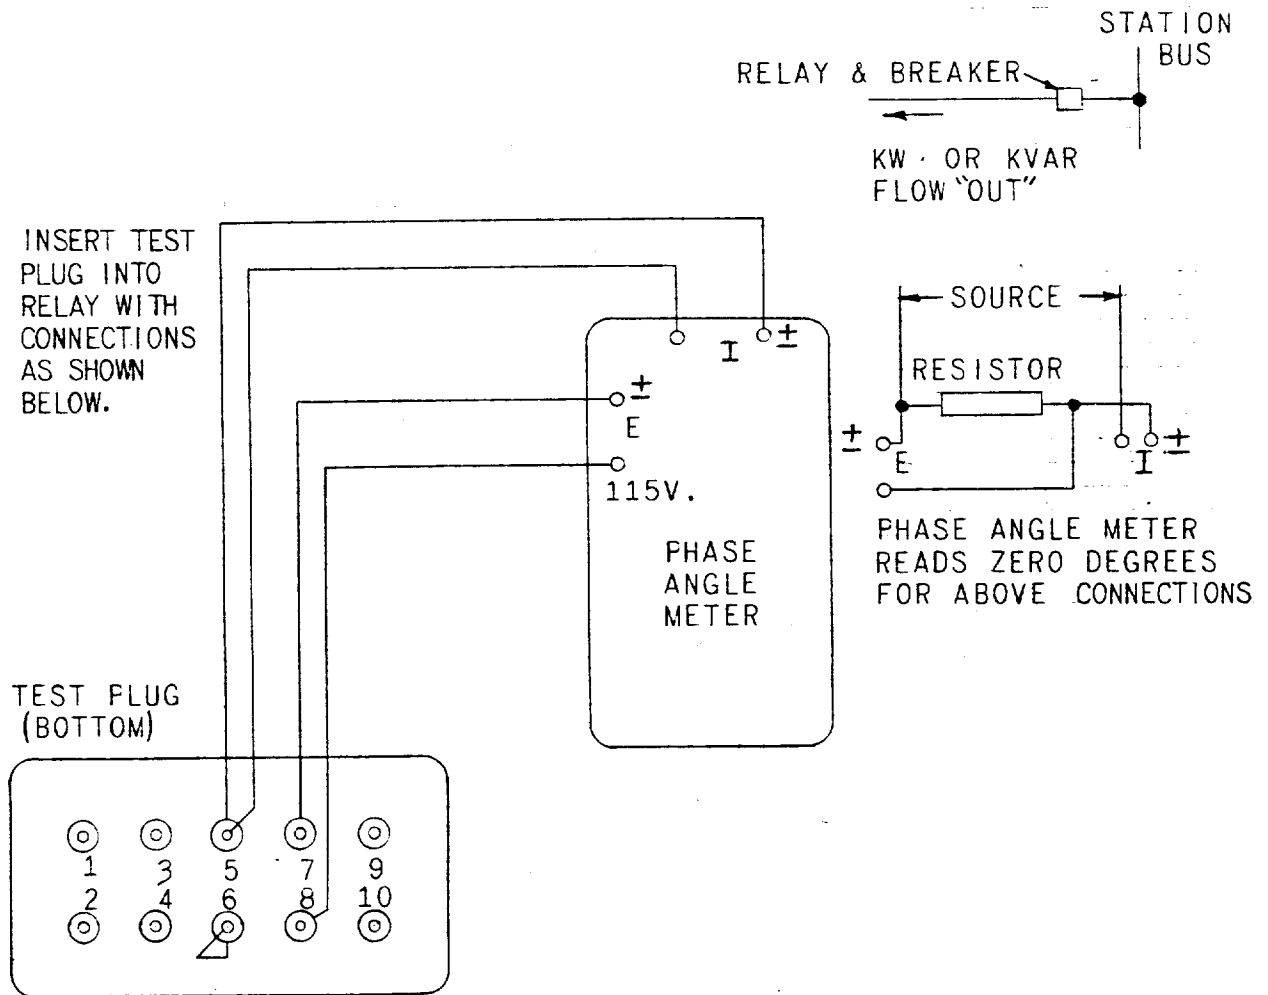 STATION
BUS
RELAY & BREAKER
KW · OR KVAR
FLOW "OUT"
INSERT TEST
PLUG INTO
RELAY WITH
CONNECTIONS
AS SHOWN
BELOW.
SOURCE
RESISTOR
I ±
± E
I ±
± E
115V.
PHASE
ANGLE
METER
PHASE ANGLE METER
READS ZERO DEGREES
FOR ABOVE CONNECTIONS
TEST PLUG
(BOTTOM)
1 3 5 7 9
2 4 6 8 10